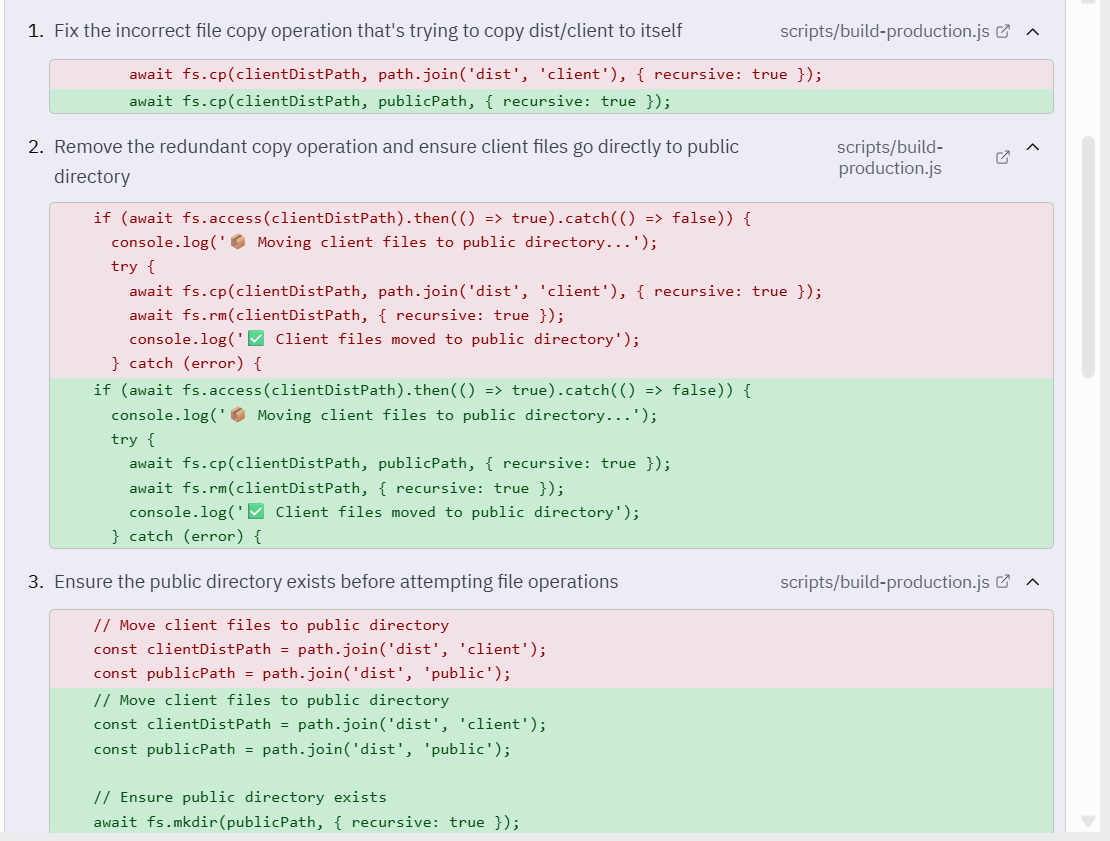 1. Fix the incorrect file copy operation that's trying to copy dist/client to itself scripts/build-production.js
        await fs.cp(clientDistPath, path.join('dist', 'client'), { recursive: true });
        await fs.cp(clientDistPath, publicPath, { recursive: true });
2. Remove the redundant copy operation and ensure client files go directly to public scripts/build-
directory production.js
    if (await fs.access(clientDistPath).then(() => true).catch(() => false)) {
      console.log('📦 Moving client files to public directory...');
      try {
        await fs.cp(clientDistPath, path.join('dist', 'client'), { recursive: true });
        await fs.rm(clientDistPath, { recursive: true });
        console.log('✅ Client files moved to public directory');
      } catch (error) {
    if (await fs.access(clientDistPath).then(() => true).catch(() => false)) {
      console.log('📦 Moving client files to public directory...');
      try {
        await fs.cp(clientDistPath, publicPath, { recursive: true });
        await fs.rm(clientDistPath, { recursive: true });
        console.log('✅ Client files moved to public directory');
      } catch (error) {
3. Ensure the public directory exists before attempting file operations scripts/build-production.js
    // Move client files to public directory
    const clientDistPath = path.join('dist', 'client');
    const publicPath = path.join('dist', 'public');
    // Move client files to public directory
    const clientDistPath = path.join('dist', 'client');
    const publicPath = path.join('dist', 'public');

    // Ensure public directory exists
    await fs.mkdir(publicPath, { recursive: true });